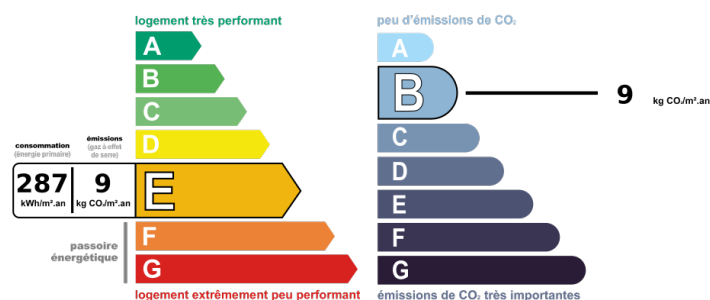 logement très performant
A
B
C
D
consommation
(énergie primaire)
émissions
(gaz à effet
de serre)
287
kWh/m².an
9
kg CO₂/m².an
E
F
G
passoire
énergétique
logement extrêmement peu performant
peu d'émissions de CO₂
A
B
9
kg CO₂/m².an
C
D
E
F
G
émissions de CO₂ très importantes